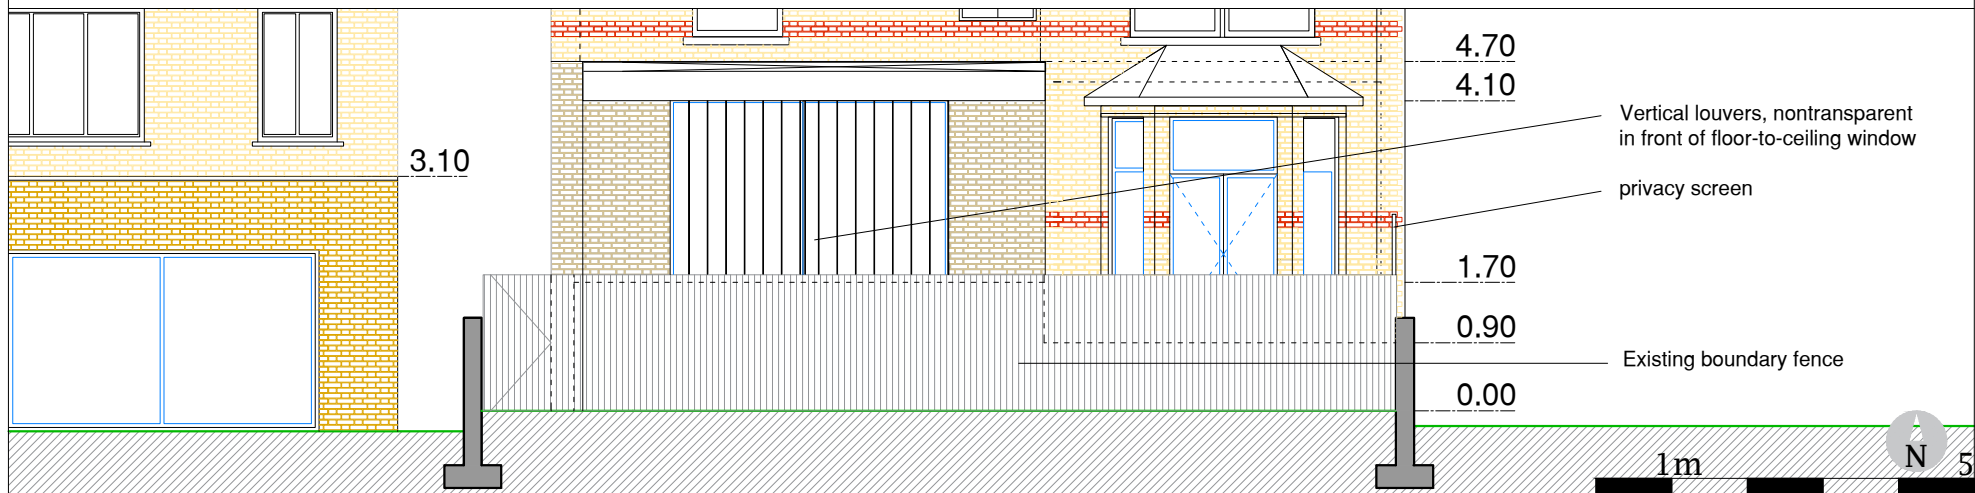 4.70
4.10
Vertical louvers, nontransparent
in front of floor-to-ceiling window
3.10
privacy screen
1.70
0.90
Existing boundary fence
0.00
N
1m
5